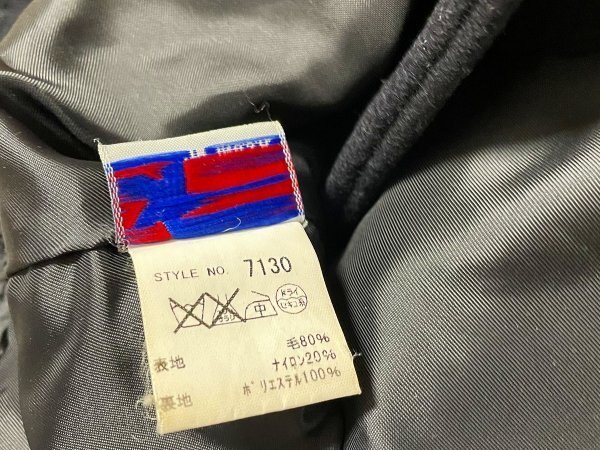 STYLE NO. 7130
中
ドライ
セキユ系
表地 毛80%
ナイロン20%
裏地 ポリエステル100%